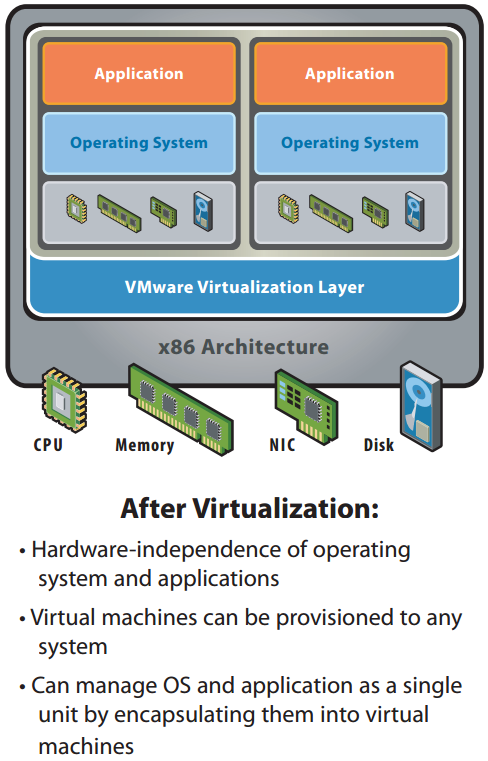 Application Application
Operating System Operating System
VMware Virtualization Layer
x86 Architecture
CPU Memory NIC Disk
After Virtualization:
• Hardware-independence of operating
system and applications
• Virtual machines can be provisioned to any
system
• Can manage OS and application as a single
unit by encapsulating them into virtual
machines